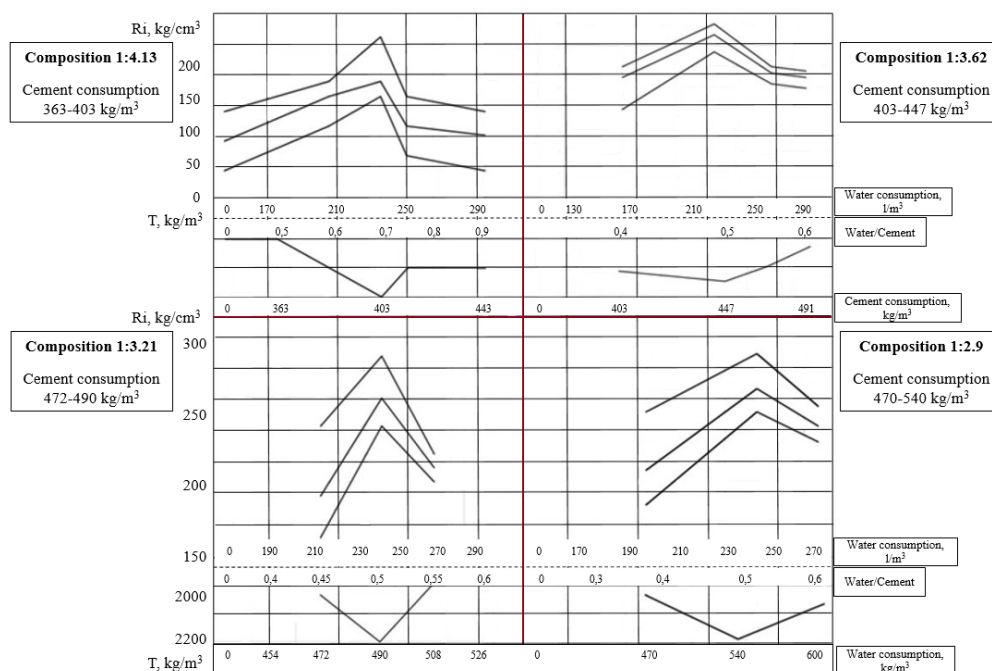 Ri, kg/cm³
Composition 1:4.13
Cement consumption
363-403 kg/m³
200
150
100
50
0
Composition 1:3.62
Cement consumption
403-447 kg/m³
0 170 210 250 290 0 130 170 210 250 290
Water consumption,
l/m³
T, kg/m³
0 0,5 0,6 0,7 0,8 0,9 0 0,4 0,5 0,6
Water/Cement
0 363 403 443 0 403 447 491
Cement consumption,
kg/m³
Ri, kg/cm³
Composition 1:3.21
Cement consumption
472-490 kg/m³
300
250
200
150
Composition 1:2.9
Cement consumption
470-540 kg/m³
0 190 210 230 250 270 290 0 170 190 210 230 250 270
Water consumption,
l/m³
0 0,4 0,45 0,5 0,55 0,6 0 0,3 0,4 0,5 0,6
Water/Cement
2000
2200
T, kg/m³
0 454 472 490 508 526 0 470 540 600
Water consumption,
kg/m³